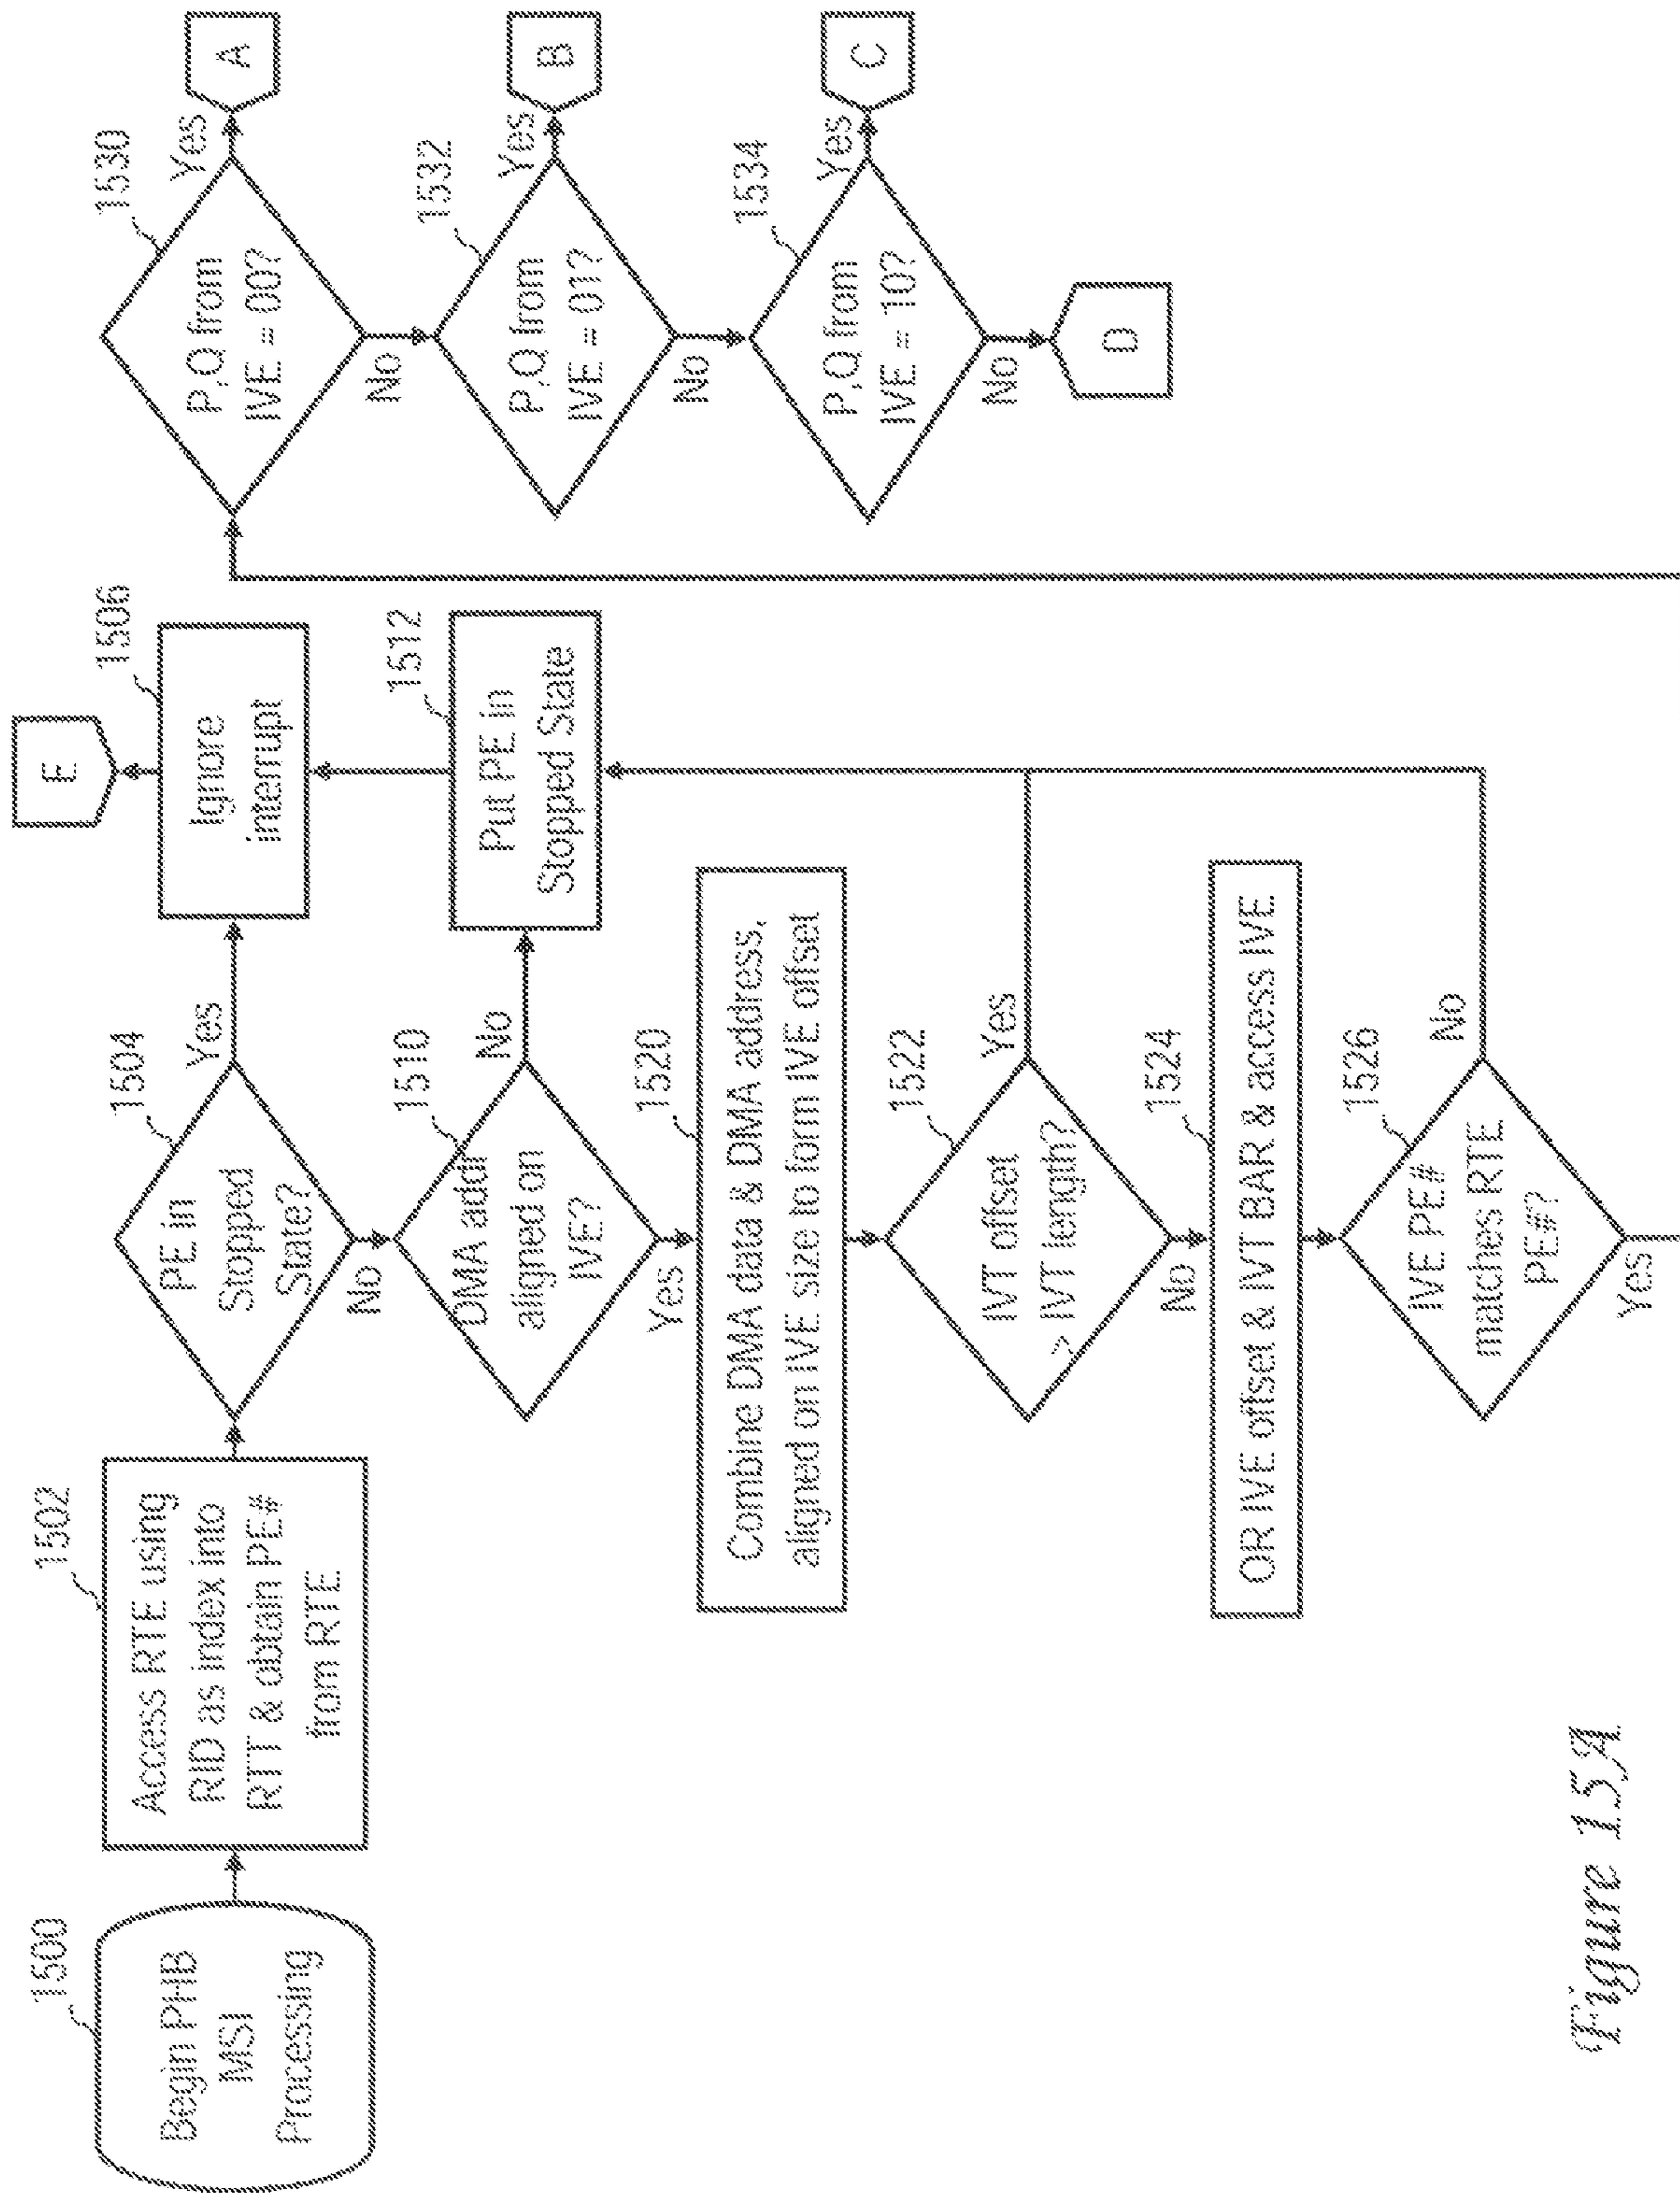 1500
Begin PHB
MSI
Processing
1502
Access RTE using
RID as index into
RTT & obtain PE#
from RTE
1504
PE in
Stopped
State?
Yes
No
1506
Ignore
interrupt
E
1510
DMA addr
aligned on
IVE?
No
Yes
1512
Put PE in
Stopped State
1520
Combine DMA data & DMA address,
aligned on IVE size to form IVE offset
1522
IVT offset
> IVT length?
Yes
No
1524
OR IVE offset & IVT BAR & access IVE
1526
IVE PE#
matches RTE
PE#?
No
Yes
1530
P,Q from
IVE = 00?
Yes
A
No
1532
P,Q from
IVE = 01?
Yes
B
No
1534
P,Q from
IVE = 10?
Yes
C
No
D
Figure 15A